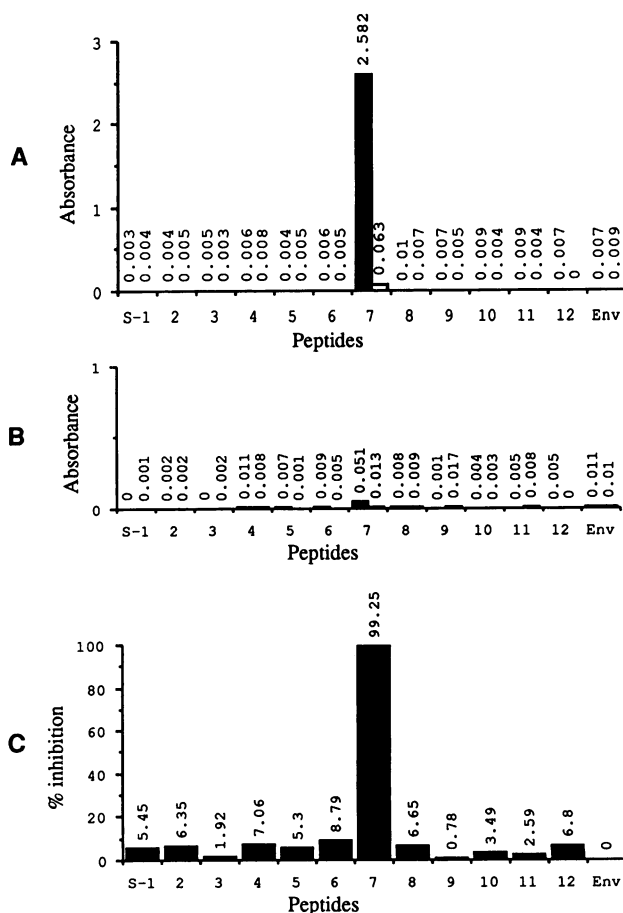 A
Absorbance
3
2
1
0
0.003 0.004 0.004 0.005 0.005 0.003 0.006 0.008 0.004 0.005 0.006 0.005 2.582 0.063 0.01 0.007 0.007 0.005 0.009 0.004 0.009 0.004 0.007 0 0.007 0.009
S-1 2 3 4 5 6 7 8 9 10 11 12 Env
Peptides
B
Absorbance
1
0
0 0.001 0.002 0.002 0 0.002 0.011 0.008 0.007 0.001 0.009 0.005 0.051 0.013 0.008 0.009 0.001 0.017 0.004 0.003 0.005 0.008 0.005 0 0.011 0.01
S-1 2 3 4 5 6 7 8 9 10 11 12 Env
Peptides
C
% inhibition
100
80
60
40
20
0
5.45 6.35 1.92 7.06 5.3 8.79 99.25 6.65 0.78 3.49 2.59 6.8 0
S-1 2 3 4 5 6 7 8 9 10 11 12 Env
Peptides